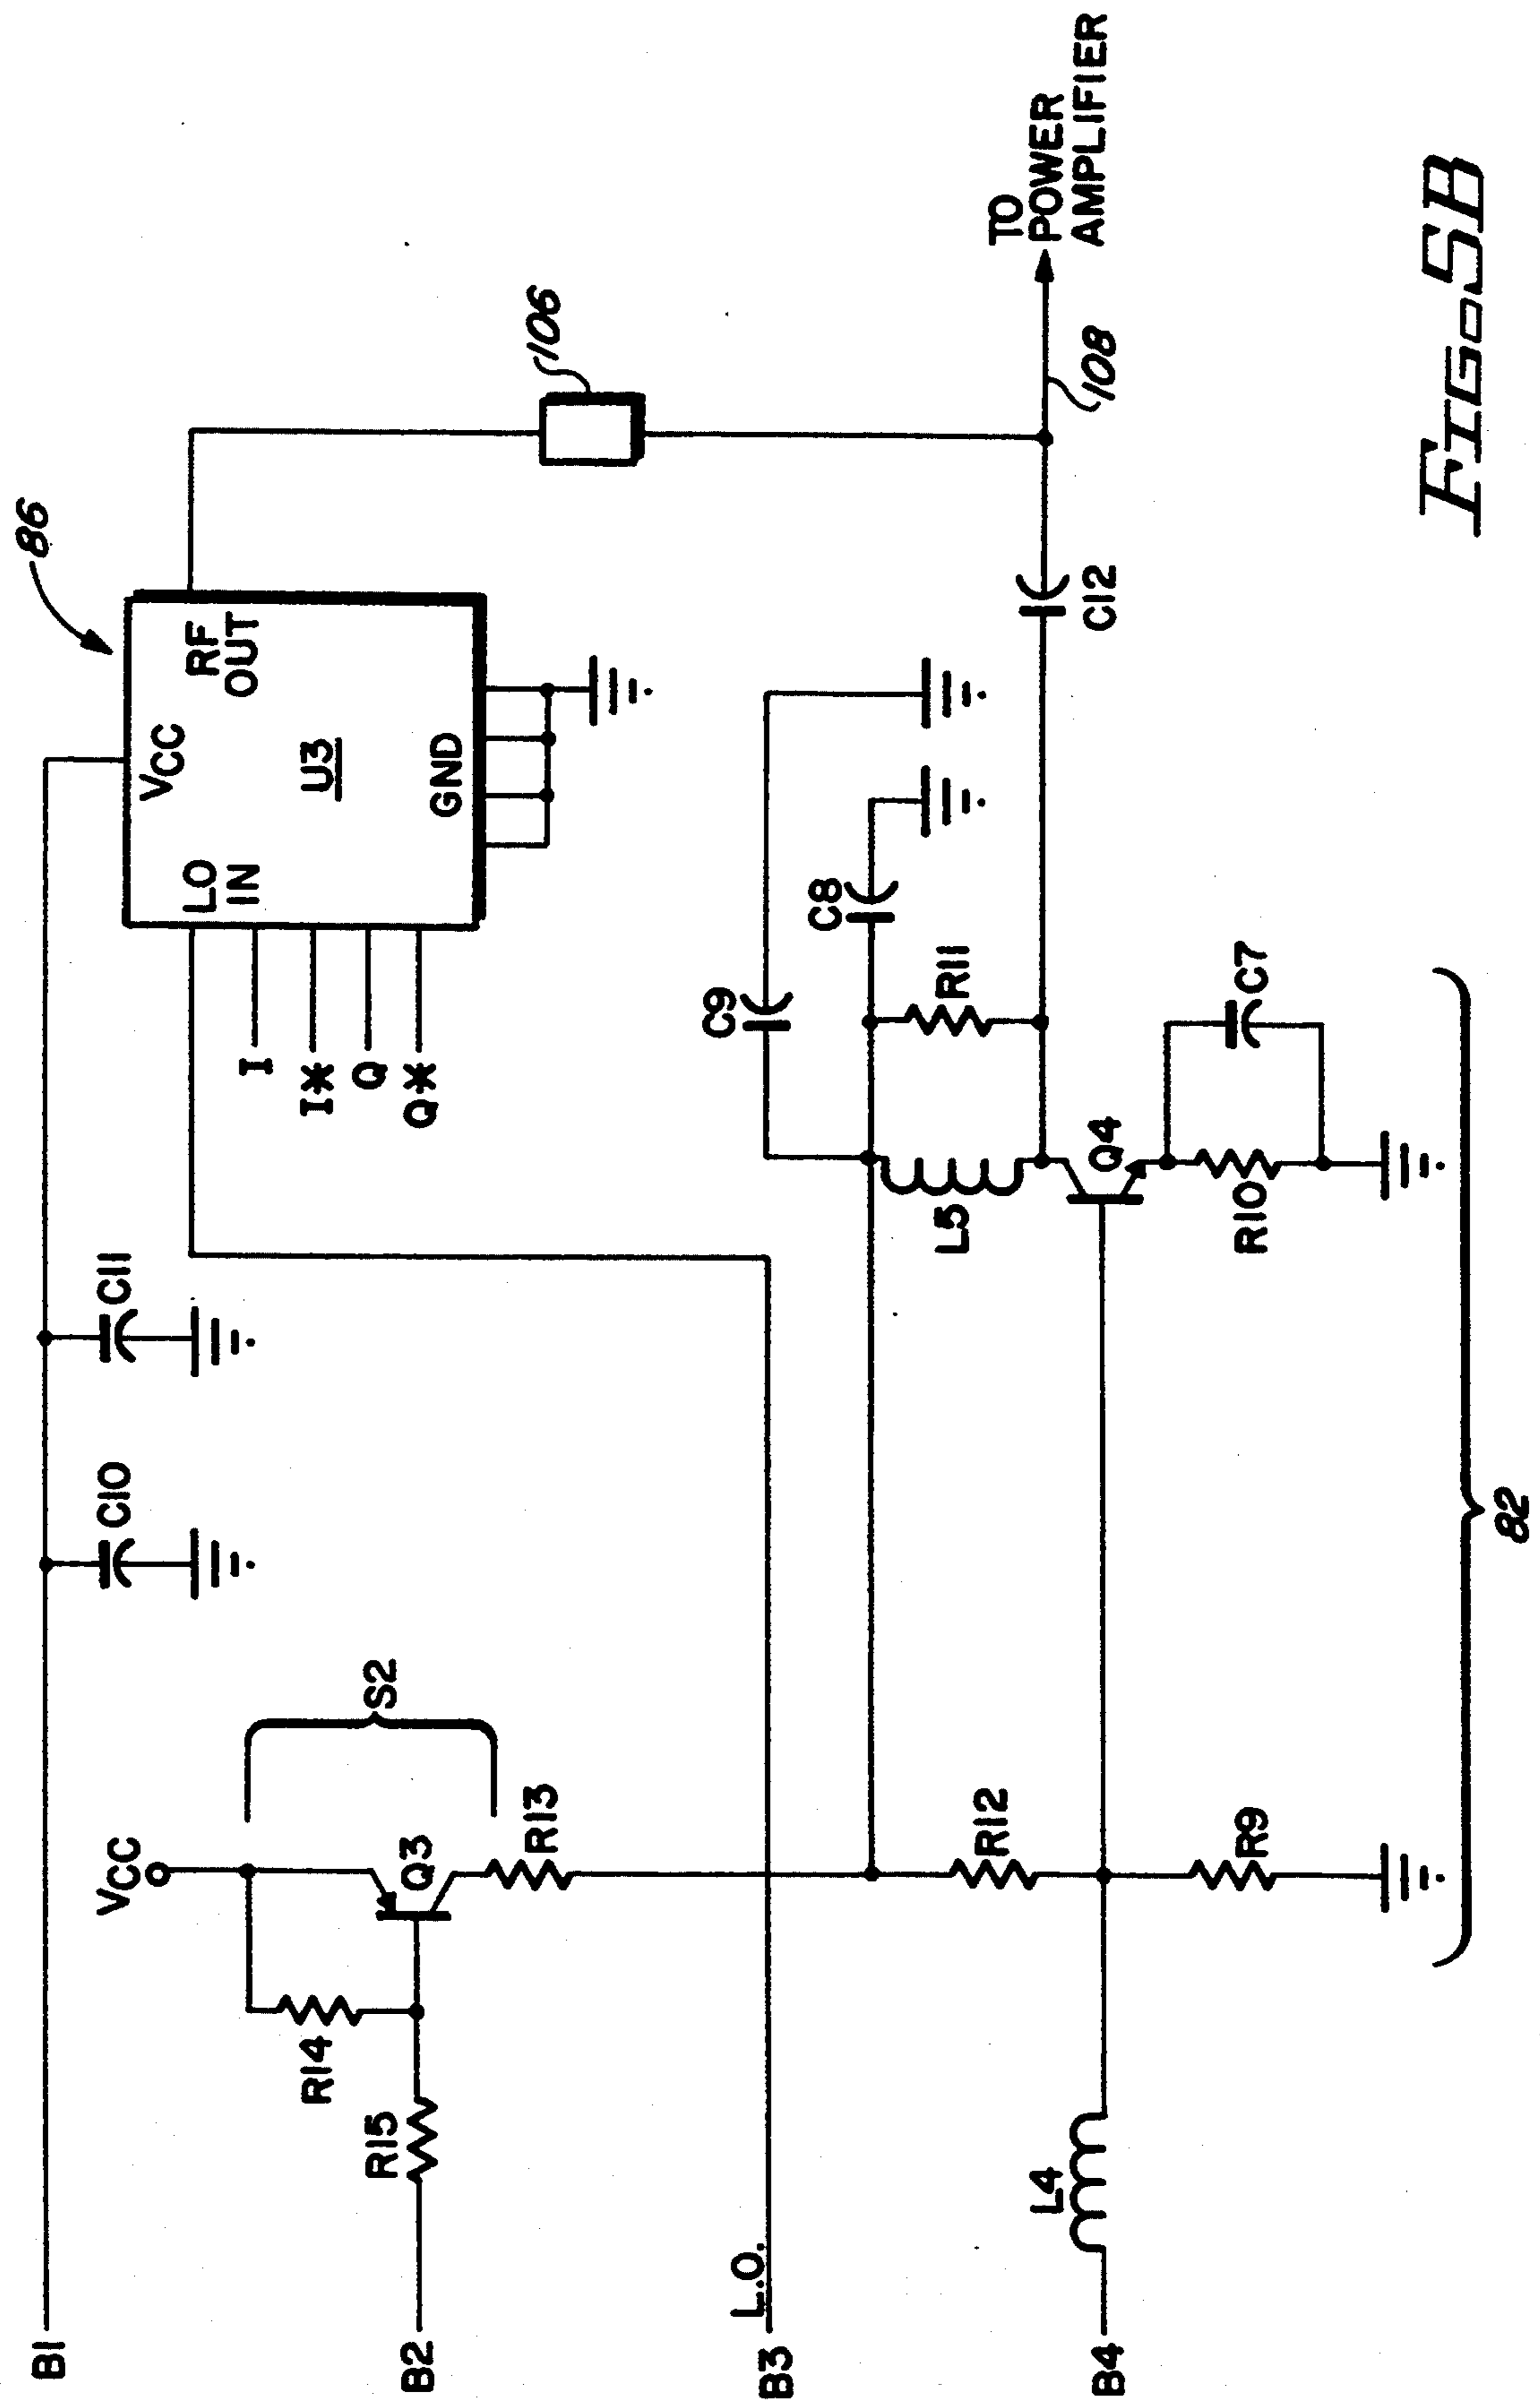 B1
C10
C11
86
VCC
RF
OUT
LO
IN
U3
GND
I
I*
Q
Q*
VCC
S2
Q3
R14
R15
R13
B2
106
L.O.
B3
C9
C8
R11
L5
TO
POWER
AMPLIFIER
108
C12
R12
Q4
L4
B4
R9
R10
C7
82
FIG. 5B